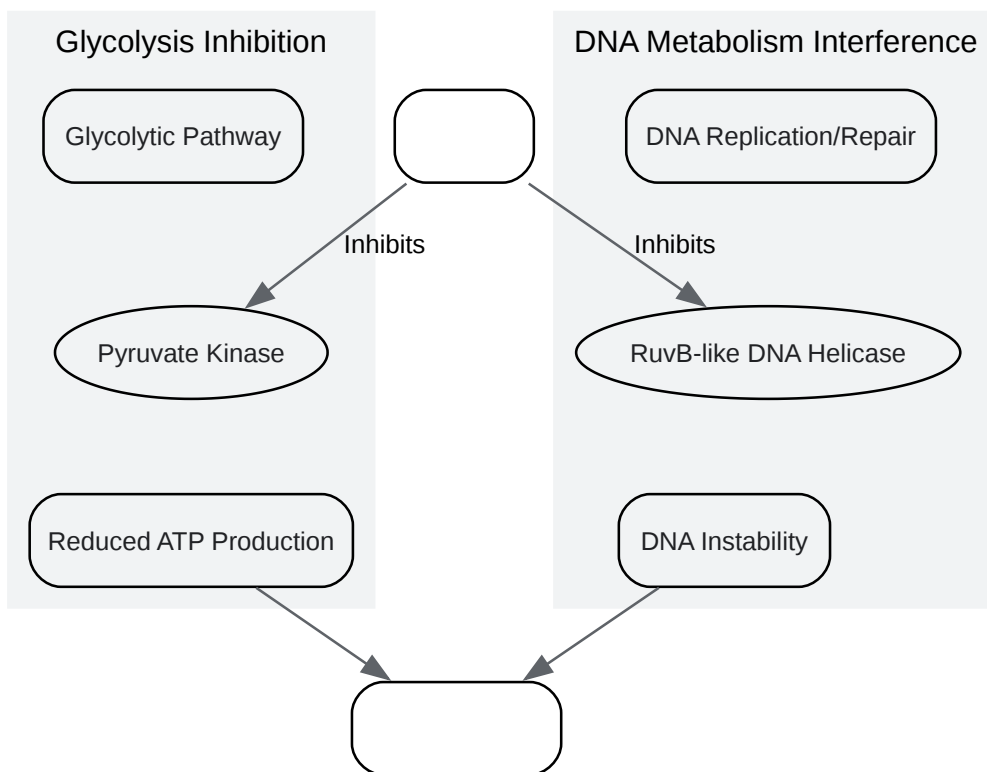 Glycolysis Inhibition
DNA Metabolism Interference
Glycolytic Pathway
DNA Replication/Repair
Inhibits
Inhibits
Pyruvate Kinase
RuvB-like DNA Helicase
Reduced ATP Production
DNA Instability